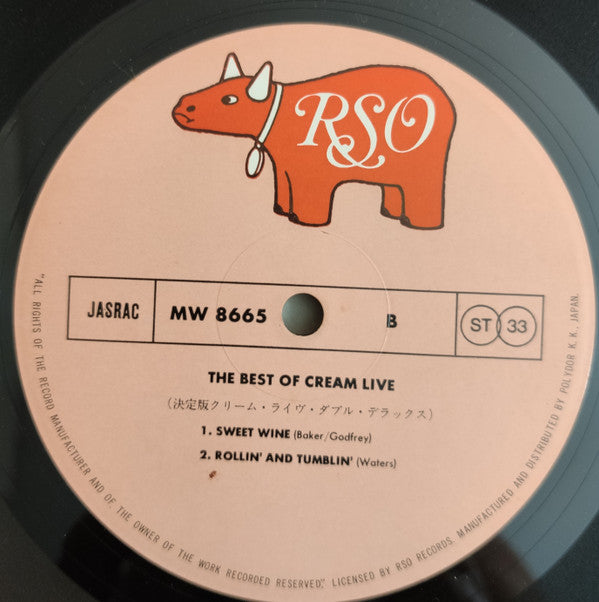 RSO
JASRAC
MW 8665
B
ST 33
THE BEST OF CREAM LIVE
(決定版クリーム・ライヴ・ダブル・デラックス)
1. SWEET WINE (Baker/Godfrey)
2. ROLLIN' AND TUMBLIN' (Waters)
"ALL RIGHTS OF THE RECORD MANUFACTURER AND OF THE OWNER OF THE WORK RECORDED RESERVED," LICENSED BY RSO RECORDS. MANUFACTURED AND DISTRIBUTED BY POLYDOR K. K. JAPAN.